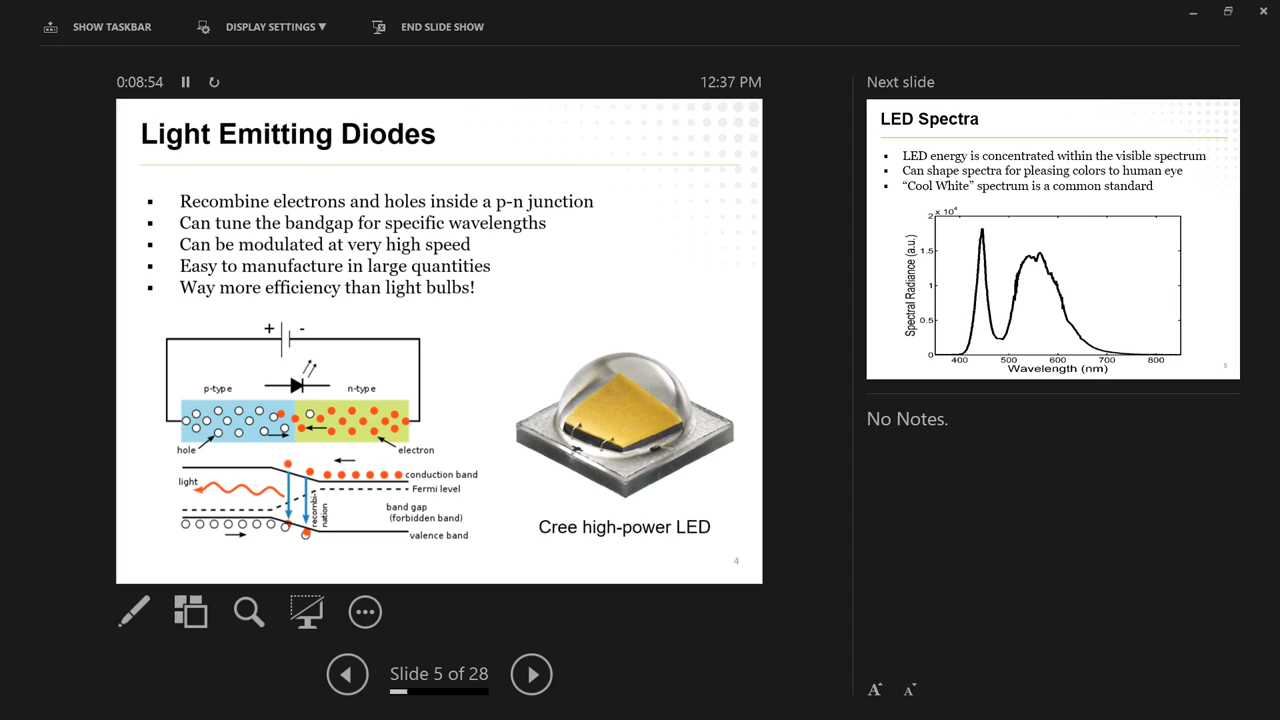 SHOW TASKBAR
DISPLAY SETTINGS ▼
END SLIDE SHOW
0:08:54
12:37 PM
Light Emitting Diodes
▪ Recombine electrons and holes inside a p-n junction
▪ Can tune the bandgap for specific wavelengths
▪ Can be modulated at very high speed
▪ Easy to manufacture in large quantities
▪ Way more efficiency than light bulbs!
+ -
p-type
n-type
hole
electron
light
conduction band
Fermi level
recombi-
nation
band gap
(forbidden band)
valence band
Cree high-power LED
4
Slide 5 of 28
Next slide
LED Spectra
▪ LED energy is concentrated within the visible spectrum
▪ Can shape spectra for pleasing colors to human eye
▪ “Cool White” spectrum is a common standard
2 x 10⁴
1.5
1
0.5
0
Spectral Radiance (a.u.)
400 500 600 700 800
Wavelength (nm)
5
No Notes.
A A